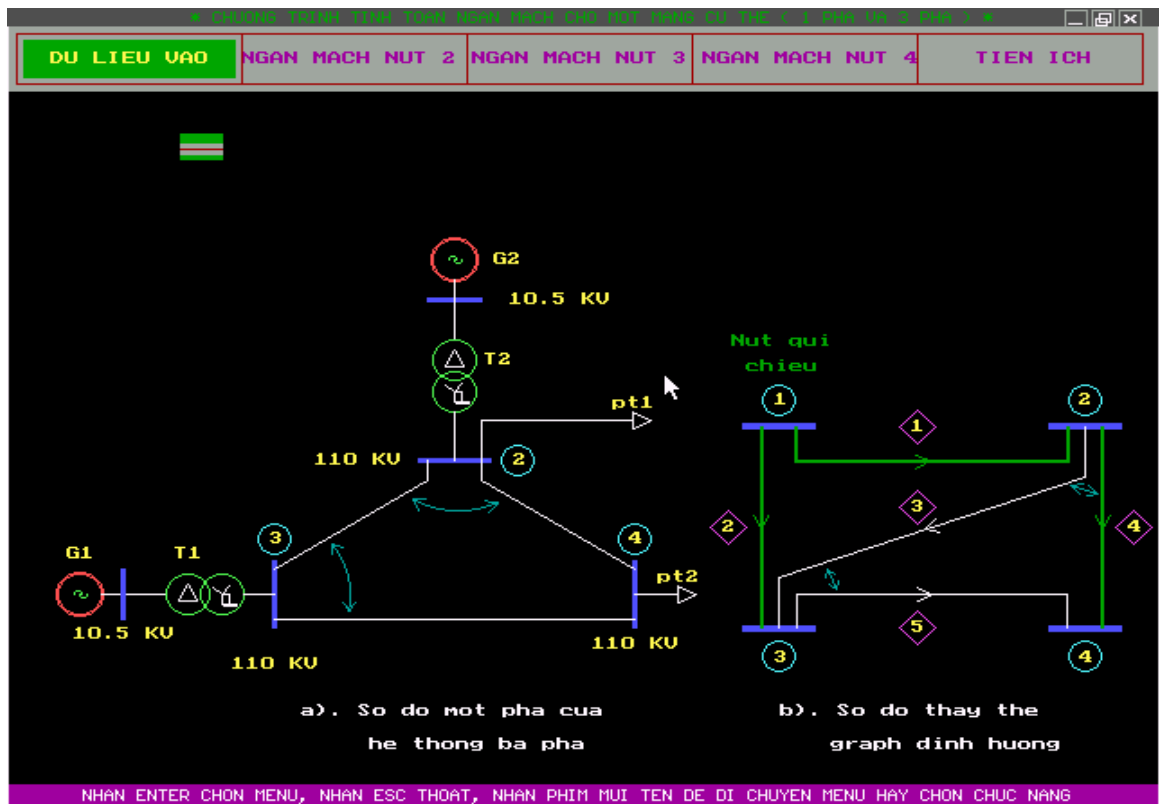 * CHUONG TRINH TINH TOAN NGAN MACH CHO MOT MANG CU THE ( 1 PHA VA 3 PHA ) *
DU LIEU VAO NGAN MACH NUT 2 NGAN MACH NUT 3 NGAN MACH NUT 4 TIEN ICH
G2
10.5 KV
T2
pt1
110 KV
2
3
4
G1
T1
pt2
10.5 KV
110 KV
110 KV
a). So do mot pha cua
he thong ba pha
Nut qui
chieu
1
2
1
3
2
4
5
3
4
b). So do thay the
graph dinh huong
NHAN ENTER CHON MENU, NHAN ESC THOAT, NHAN PHIM MUI TEN DE DI CHUYEN MENU HAY CHON CHUC NANG